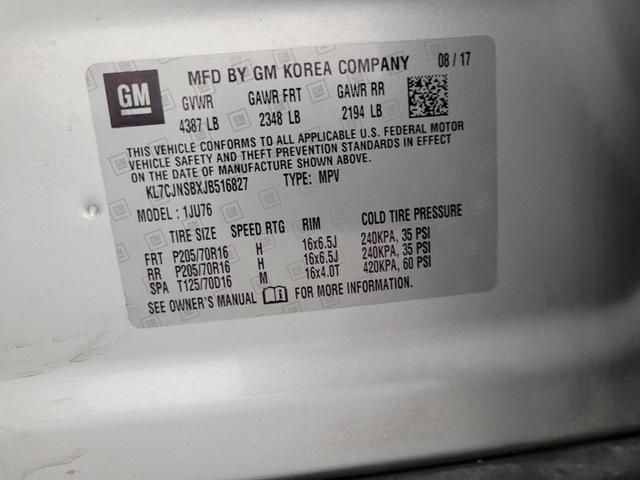 GM
MFD BY GM KOREA COMPANY 08 / 17
GVWR GAWR FRT GAWR RR
4387 LB 2348 LB 2194 LB
THIS VEHICLE CONFORMS TO ALL APPLICABLE U.S. FEDERAL MOTOR
VEHICLE SAFETY AND THEFT PREVENTION STANDARDS IN EFFECT
ON THE DATE OF MANUFACTURE SHOWN ABOVE.
KL7CJNSBXJB516827 TYPE: MPV
MODEL : 1JU76
TIRE SIZE SPEED RTG RIM COLD TIRE PRESSURE
FRT P205/70R16 H 16x6.5J 240KPA, 35 PSI
RR P205/70R16 H 16x6.5J 240KPA, 35 PSI
SPA T125/70D16 M 16x4.0T 420KPA, 60 PSI
SEE OWNER'S MANUAL FOR MORE INFORMATION.